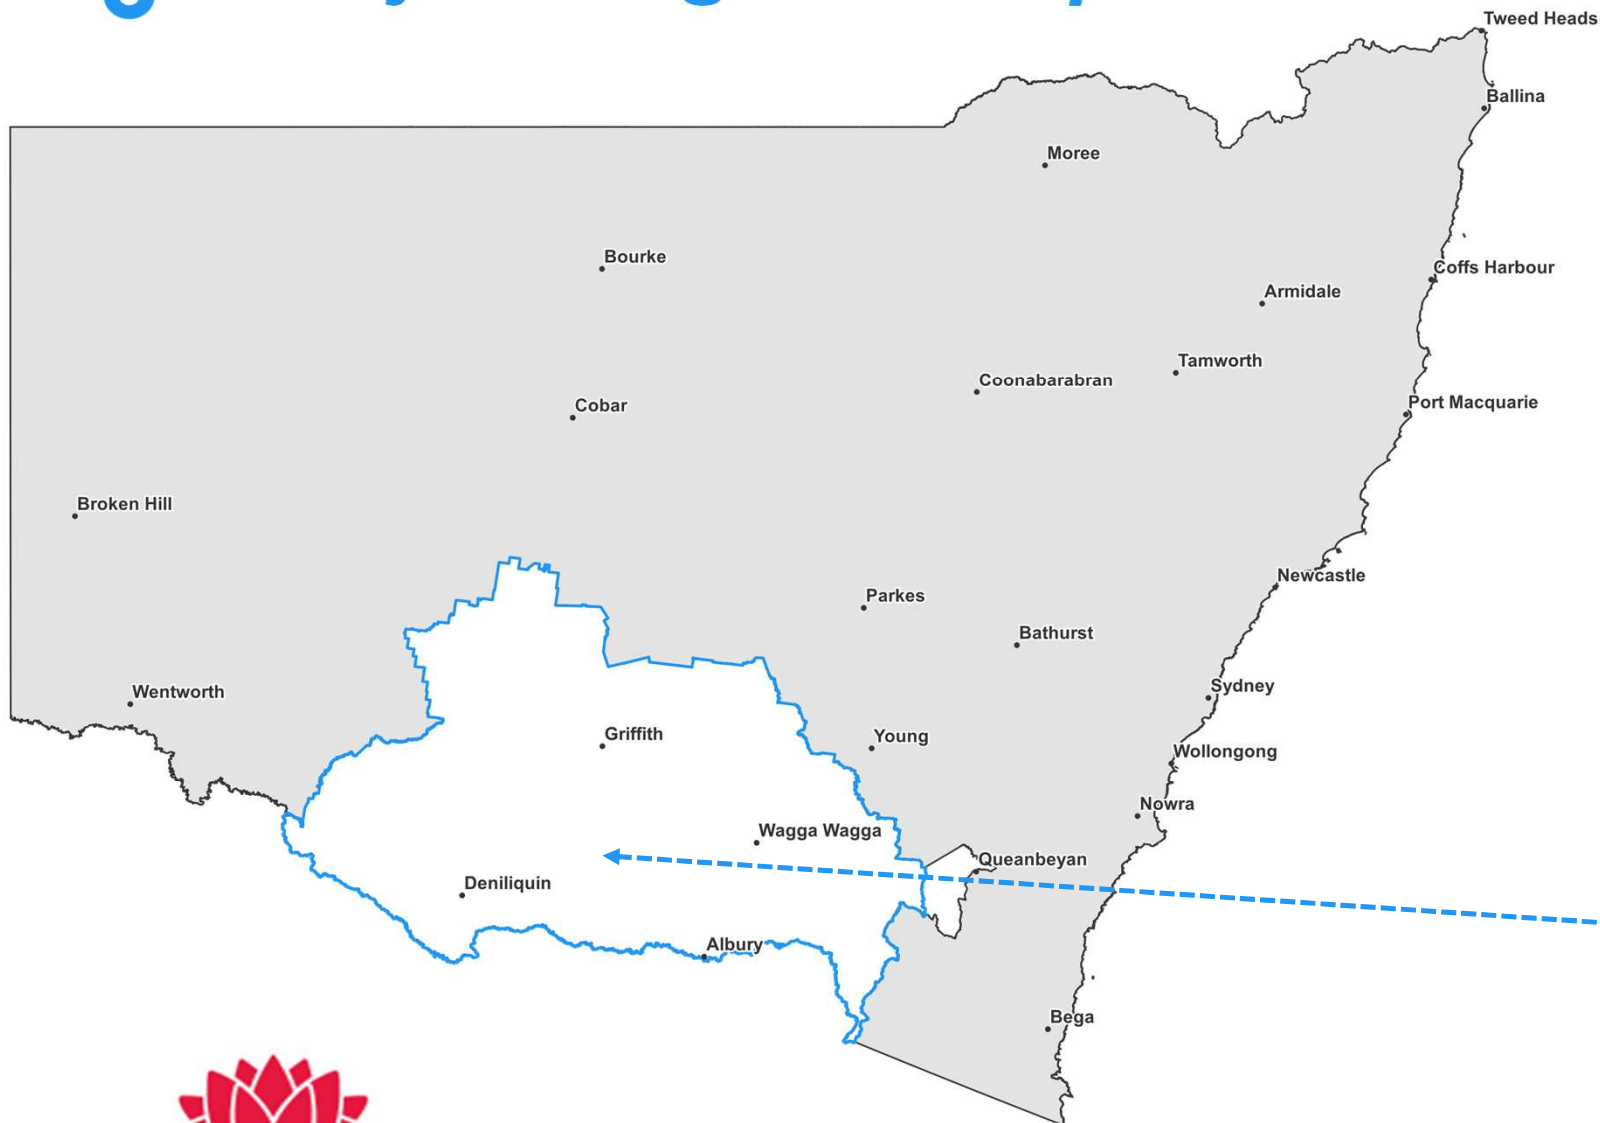 Tweed Heads
Ballina
Moree
Bourke
Coffs Harbour
Armidale
Tamworth
Coonabarabran
Port Macquarie
Cobar
Broken Hill
Newcastle
Parkes
Bathurst
Sydney
Wentworth
Griffith
Young
Wollongong
Nowra
Wagga Wagga
Queanbeyan
Deniliquin
Albury
Bega